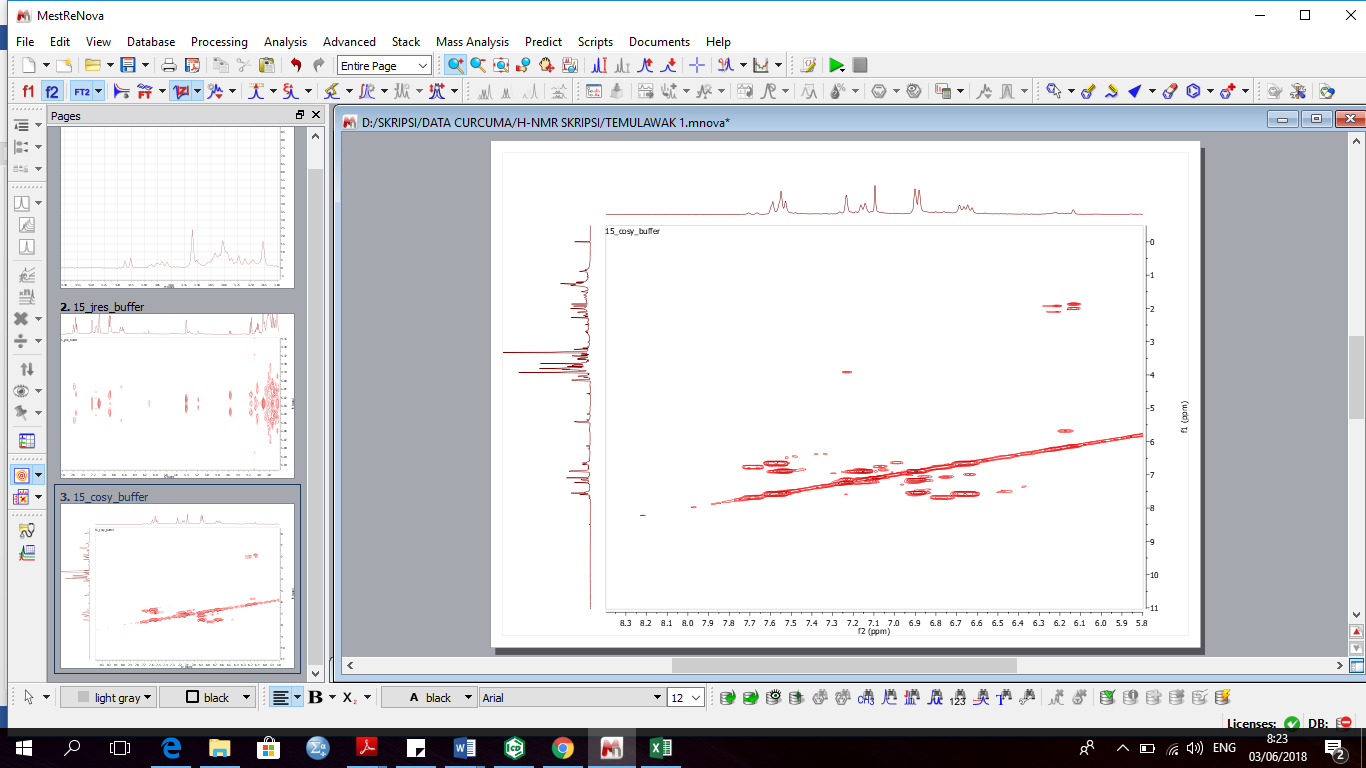 MestReNova
File Edit View Database Processing Analysis Advanced Stack Mass Analysis Predict Scripts Documents Help
Entire Page
f1 f2 FT2 FT
Pages
D:/SKRIPSI/DATA CURCUMA/H-NMR SKRIPSI/TEMULAWAK 1.mnova*
2. 15_jres_buffer
3. 15_cosy_buffer
15_cosy_buffer
0
1
2
3
4
5
6
7
8
9
10
11
f1 (ppm)
8.3 8.2 8.1 8.0 7.9 7.8 7.7 7.6 7.5 7.4 7.3 7.2 7.1 7.0 6.9 6.8 6.7 6.6 6.5 6.4 6.3 6.2 6.1 6.0 5.9 5.8
f2 (ppm)
light gray black B X₂ A black Arial 12 CH3 123 T
Licenses: DB:
ENG
8:23
03/06/2018
2